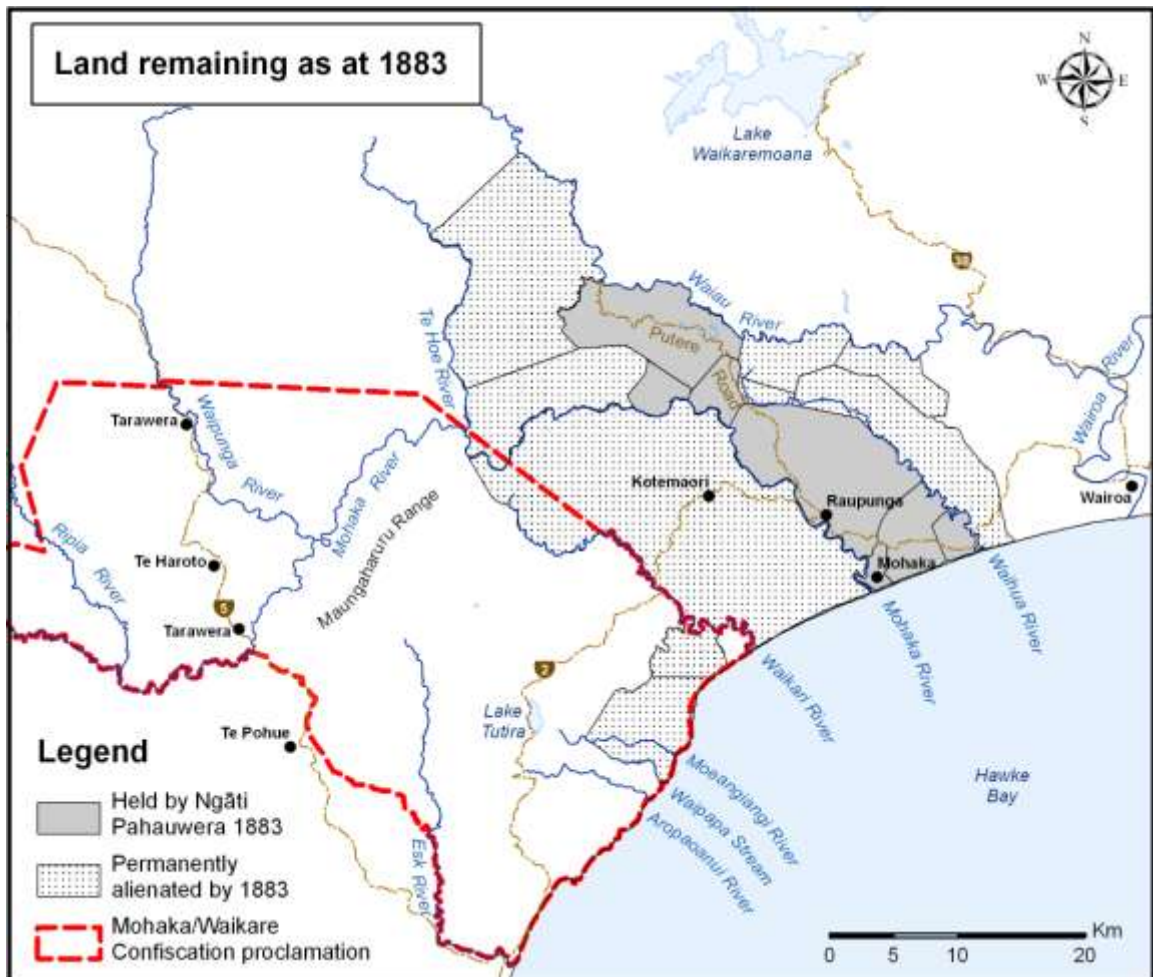 Land remaining as at 1883
N
W
E
S
Lake
Waikaremoana
38
Waiau River
Te Hoe River
Putere
Road
Tarawera
Waipunga
River
Mohaka River
Kotemaori
Raupunga
Wairoa
River
Wairoa
Maungaharuru Range
Ripia
River
Te Haroto
Mohaka
5
Tarawera
Waihua River
Mohaka River
2
Waikari River
Lake
Tutira
Te Pohue
Moeangiangi River
Waipapa Stream
Aropaoanui River
Hawke
Bay
Esk River
Legend
Held by Ngāti
Pahauwera 1883
Permanently
alienated by 1883
Mohaka/Waikare
Confiscation proclamation
Km
0 5 10 20